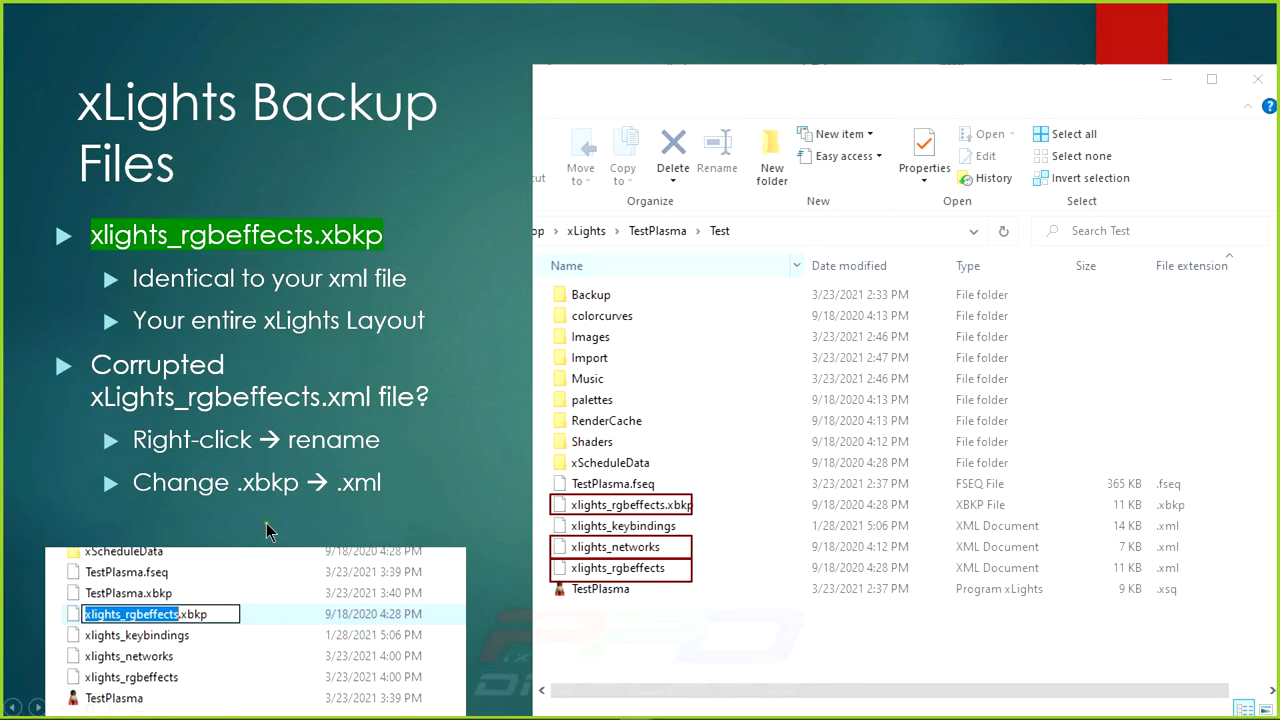 xLights Backup
Files
xlights_rgbeffects.xbkp
Identical to your xml file
Your entire xLights Layout
Corrupted
xLights_rgbeffects.xml file?
Right-click → rename
Change .xbkp → .xml
xScheduleData 9/18/2020 4:28 PM
TestPlasma.fseq 3/23/2021 3:39 PM
TestPlasma.xbkp 3/23/2021 3:40 PM
xlights_rgbeffects.xbkp 9/18/2020 4:28 PM
xlights_keybindings 1/28/2021 5:06 PM
xlights_networks 3/23/2021 4:00 PM
xlights_rgbeffects 3/23/2021 4:00 PM
TestPlasma 3/23/2021 3:39 PM
Move to Copy to Delete Rename New folder New item Easy access Properties Open Edit History Select all Select none Invert selection
Organize New Open Select
op > xLights > TestPlasma > Test Search Test
Name Date modified Type Size File extension
Backup 3/23/2021 2:33 PM File folder
colorcurves 9/18/2020 4:13 PM File folder
Images 3/23/2021 2:46 PM File folder
Import 3/23/2021 2:47 PM File folder
Music 3/23/2021 2:46 PM File folder
palettes 9/18/2020 4:13 PM File folder
RenderCache 9/18/2020 4:13 PM File folder
Shaders 9/18/2020 4:12 PM File folder
xScheduleData 9/18/2020 4:28 PM File folder
TestPlasma.fseq 3/23/2021 2:37 PM FSEQ File 365 KB .fseq
xlights_rgbeffects.xbkp 9/18/2020 4:28 PM XBKP File 11 KB .xbkp
xlights_keybindings 1/28/2021 5:06 PM XML Document 14 KB .xml
xlights_networks 9/18/2020 4:12 PM XML Document 7 KB .xml
xlights_rgbeffects 9/18/2020 4:28 PM XML Document 11 KB .xml
TestPlasma 3/23/2021 2:37 PM Program xLights 9 KB .xsq